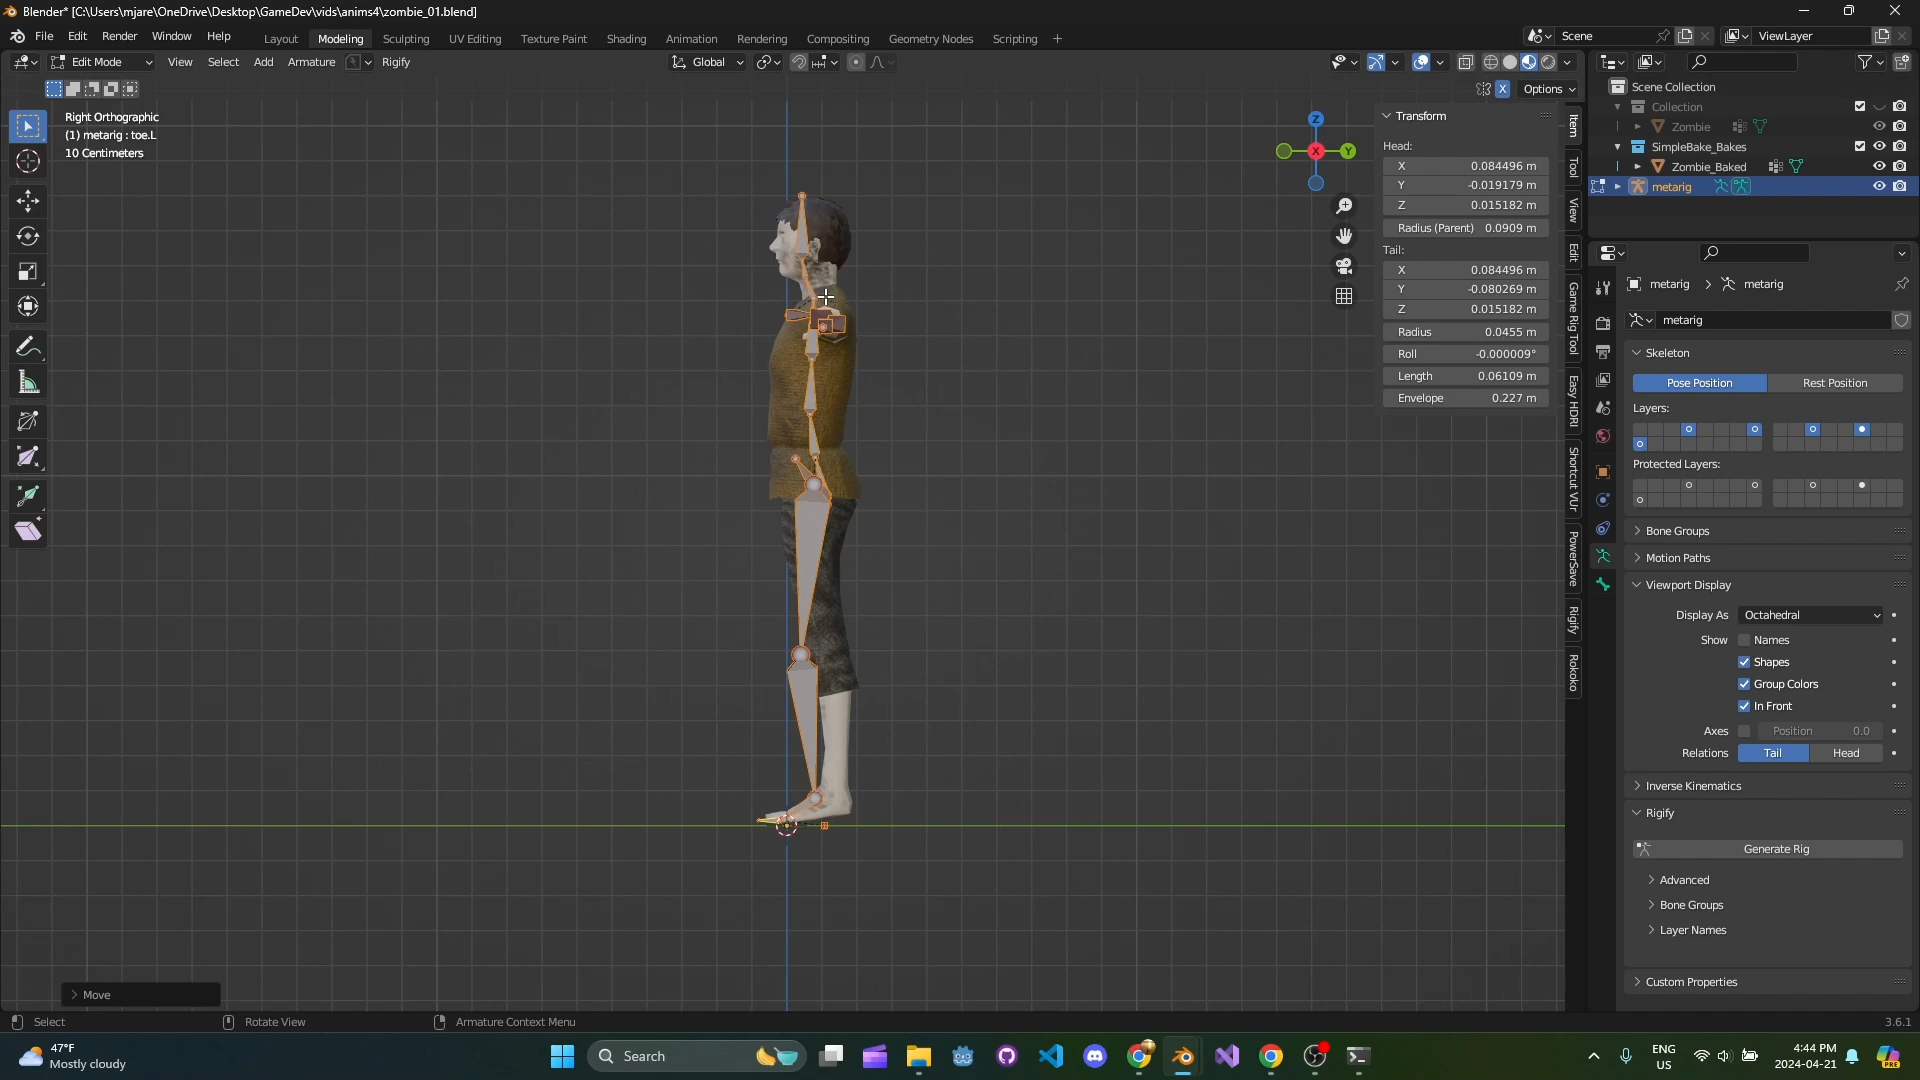 Blender* [C:\Users\mjare\OneDrive\Desktop\GameDev\vids\anims4\zombie_01.blend]
File Edit Render Window Help Layout Modeling Sculpting UV Editing Texture Paint Shading Animation Rendering Compositing Geometry Nodes Scripting + Scene ViewLayer
Edit Mode View Select Add Armature Rigify Global
X Options
Right Orthographic
(1) metarig : toe.L
10 Centimeters
Z
X
Y
Transform
Head:
X 0.084496 m
Y -0.019179 m
Z 0.015182 m
Radius (Parent) 0.0909 m
Tail:
X 0.084496 m
Y -0.080269 m
Z 0.015182 m
Radius 0.0455 m
Roll -0.000009°
Length 0.06109 m
Envelope 0.227 m
Item
Tool
View
Edit
Game Rig Tool
Easy HDRI
Shortcut VUr
PowerSave
Rigify
Rokoko
Scene Collection
Collection
Zombie
SimpleBake_Bakes
Zombie_Baked
metarig
metarig > metarig
metarig
Skeleton
Pose Position Rest Position
Layers:
Protected Layers:
Bone Groups
Motion Paths
Viewport Display
Display As Octahedral
Show Names
Shapes
Group Colors
In Front
Axes Position 0.0
Relations Tail Head
Inverse Kinematics
Rigify
Generate Rig
Advanced
Bone Groups
Layer Names
Custom Properties
Move
Select Rotate View Armature Context Menu 3.6.1
47°F
Mostly cloudy
Search
ENG
US
4:44 PM
2024-04-21
PRE